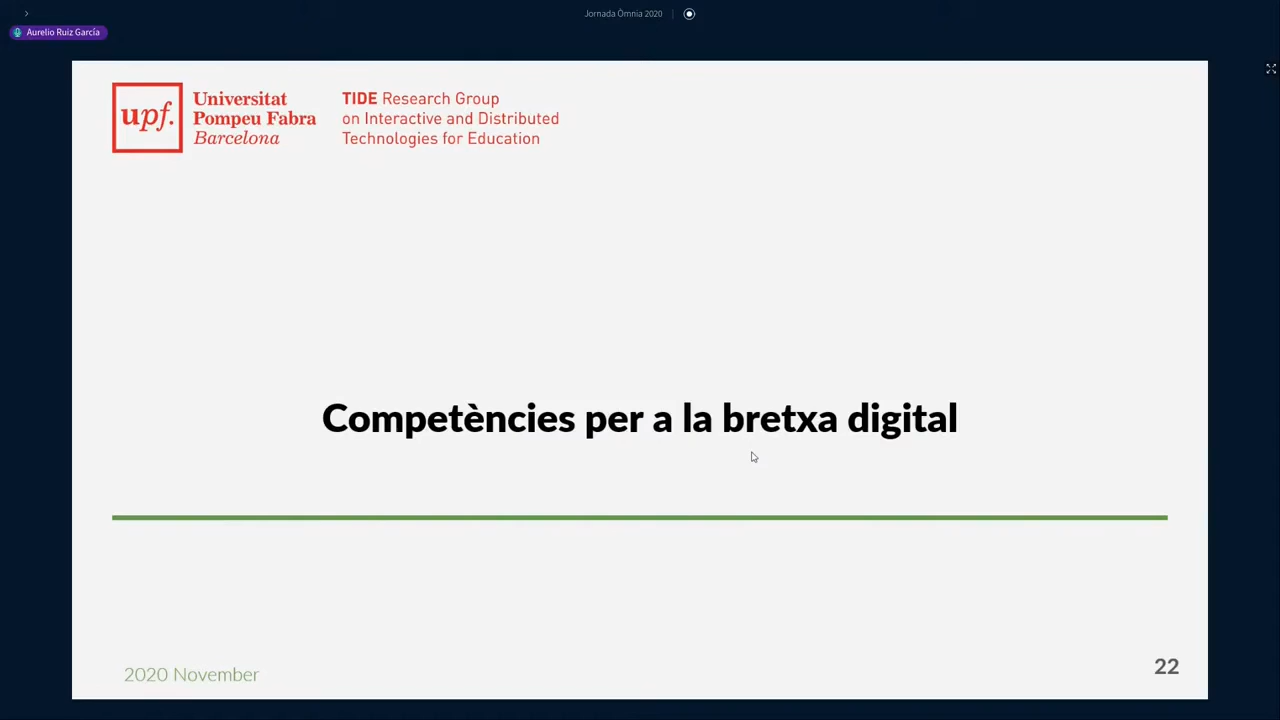 Jornada Òmnia 2020
Aurelio Ruiz García
upf.
Universitat
Pompeu Fabra
Barcelona
TIDE Research Group
on Interactive and Distributed
Technologies for Education
Competències per a la bretxa digital
2020 November
22